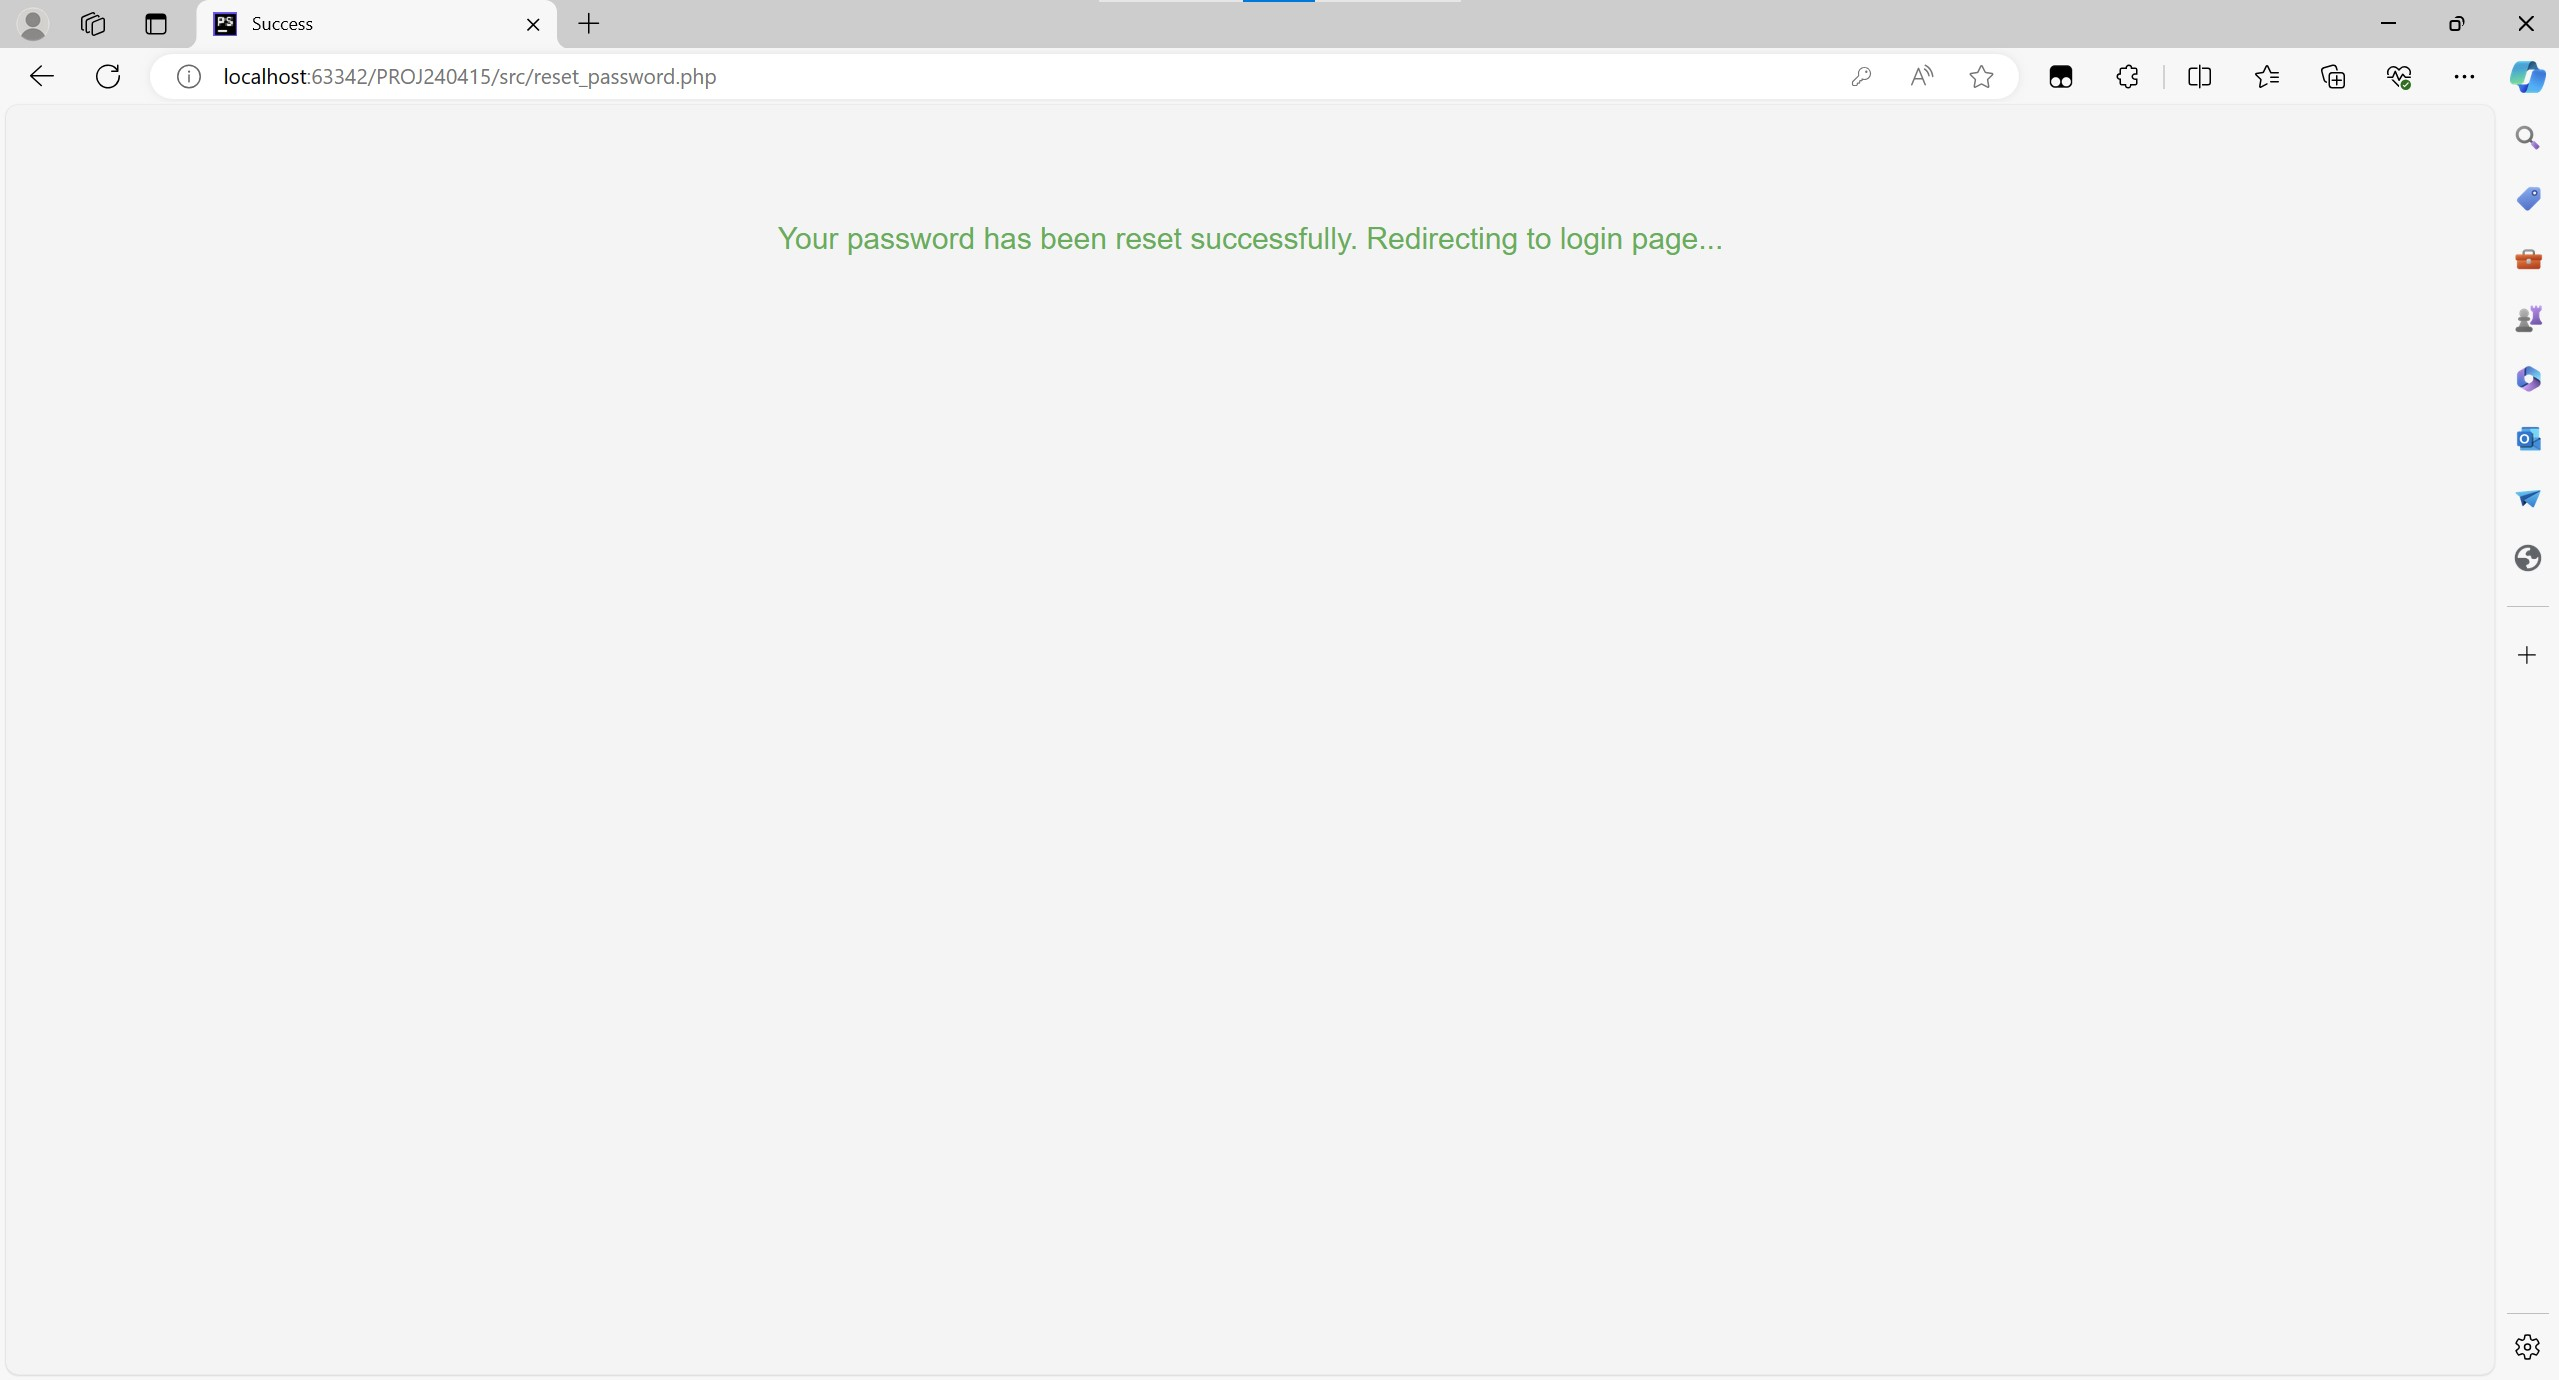 Success
localhost:63342/PROJ240415/src/reset_password.php
Your password has been reset successfully. Redirecting to login page...